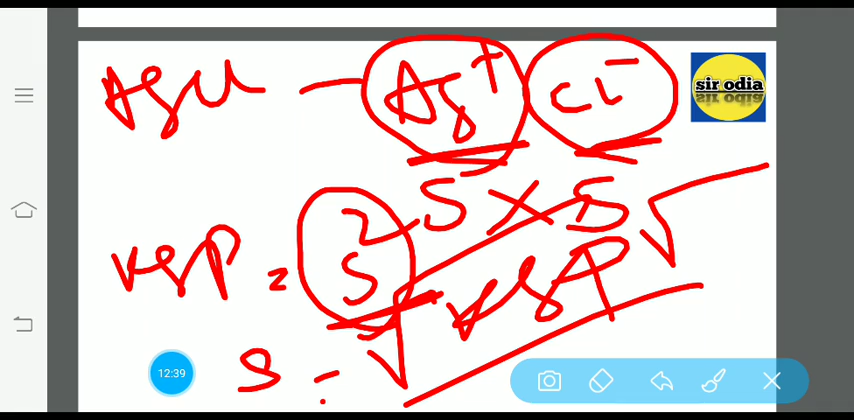 AgCl — Ag⁺ Cl⁻
sir odia
S × S
Ksp = S²
S = √Ksp
12:39